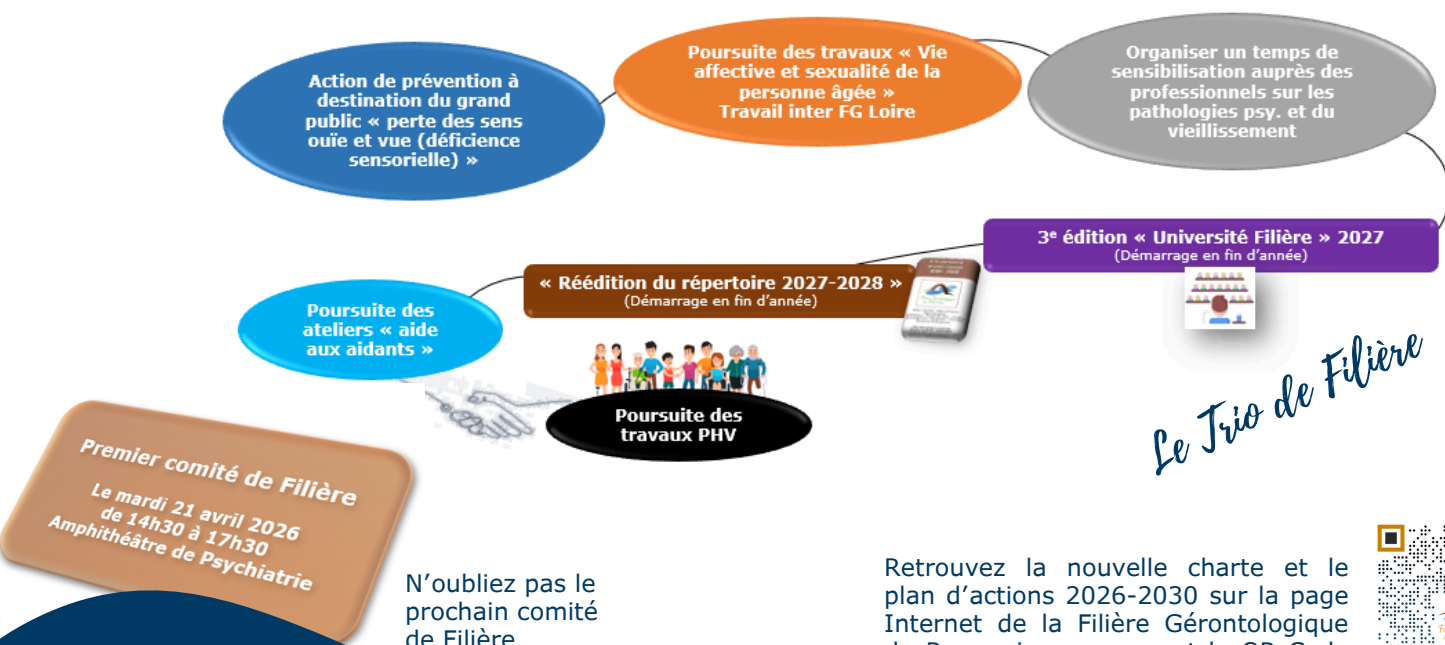 Action de prévention à
destination du grand
public « perte des sens
ouïe et vue (déficience
sensorielle) »
Poursuite des travaux « Vie
affective et sexualité de la
personne âgée »
Travail inter FG Loire
Organiser un temps de
sensibilisation auprès des
professionnels sur les
pathologies psy. et du
vieillissement
3e édition « Université Filière » 2027
(Démarrage en fin d’année)
« Réédition du répertoire 2027-2028 »
(Démarrage en fin d’année)
Poursuite des
ateliers « aide
aux aidants »
Poursuite des
travaux PHV
Le Trio de Filière
Premier comité de Filière
Le mardi 21 avril 2026
de 14h30 à 17h30
Amphithéâtre de Psychiatrie
N’oubliez pas le
prochain comité
de Filière
Retrouvez la nouvelle charte et le
plan d’actions 2026-2030 sur la page
Internet de la Filière Gérontologique